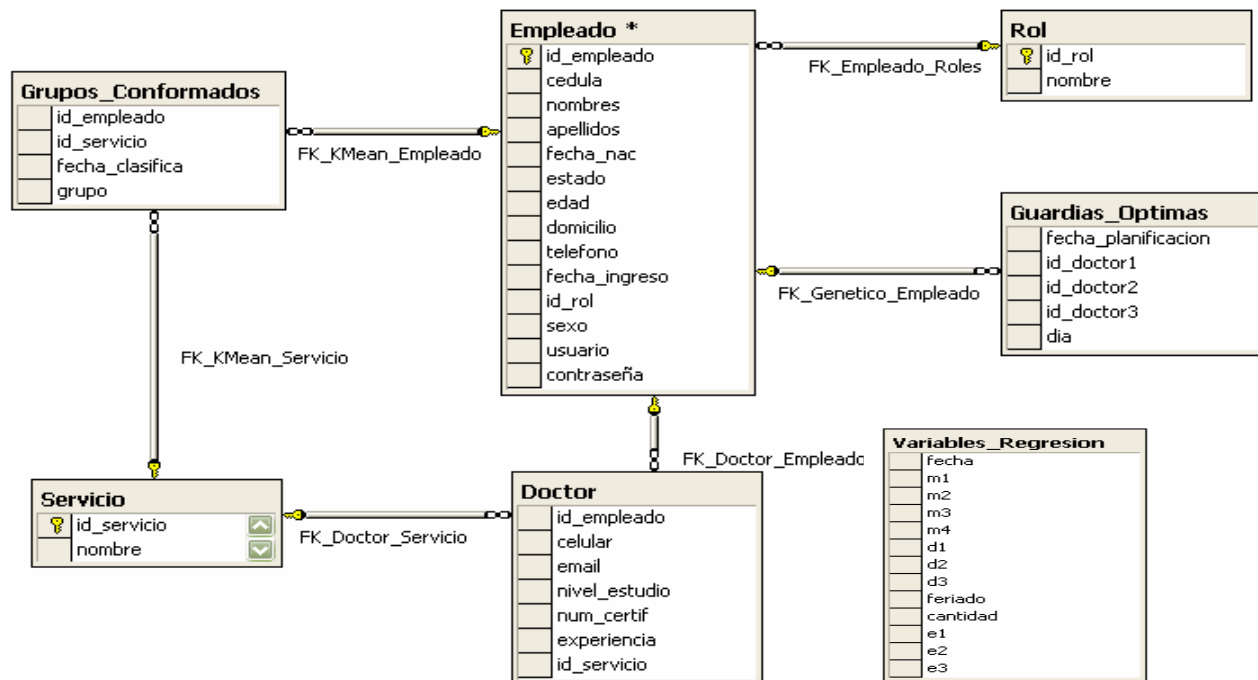 Empleado *
id_empleado
cedula
nombres
apellidos
fecha_nac
estado
edad
domicilio
telefono
fecha_ingreso
id_rol
sexo
usuario
contraseña
Rol
id_rol
nombre
FK_Empleado_Roles
Grupos_Conformados
id_empleado
id_servicio
fecha_clasifica
grupo
FK_KMean_Empleado
Guardias_Optimas
fecha_planificacion
id_doctor1
id_doctor2
id_doctor3
dia
FK_Genetico_Empleado
FK_KMean_Servicio
FK_Doctor_Empleado
Servicio
id_servicio
nombre
FK_Doctor_Servicio
Doctor
id_empleado
celular
email
nivel_estudio
num_certif
experiencia
id_servicio
Variables_Regresion
fecha
m1
m2
m3
m4
d1
d2
d3
feriado
cantidad
e1
e2
e3